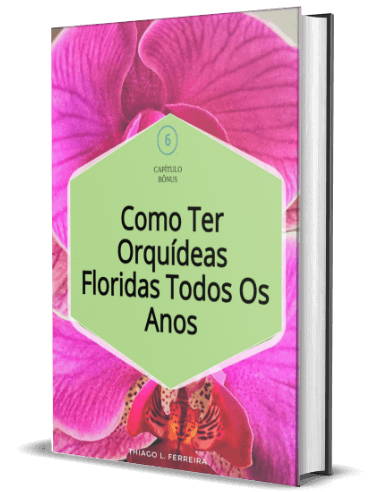 6
CAPÍTULO
BÔNUS
Como Ter
Orquídeas
Floridas Todos Os
Anos
THIAGO L. FERREIRA